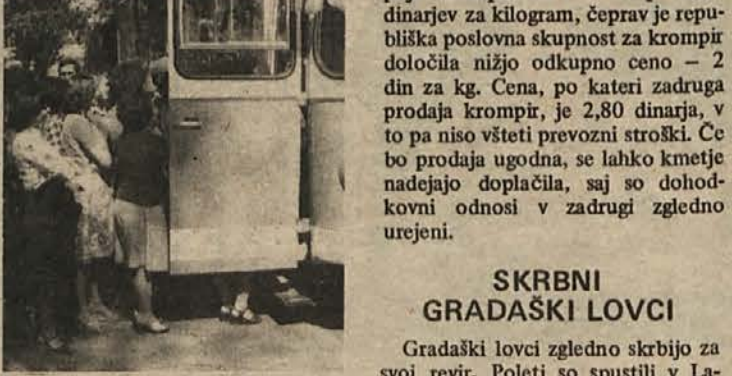 dinarjev za kilogram, čeprav je repu-
bliška poslovna skupnost za krompir
določila nižjo odkupno ceno – 2
din za kg. Cena, po kateri zadruga
prodaja krompir, je 2,80 dinarja, v
to pa niso všteti prevozni stroški. Če
bo prodaja ugodna, se lahko kmetje
nadejajo doplačila, saj so dohod-
kovni odnosi v zadrugi zgledno
urejeni.
SKRBNI
GRADAŠKI LOVCI
Gradaški lovci zgledno skrbijo za
svoj revir. Poleti so spustili v La-